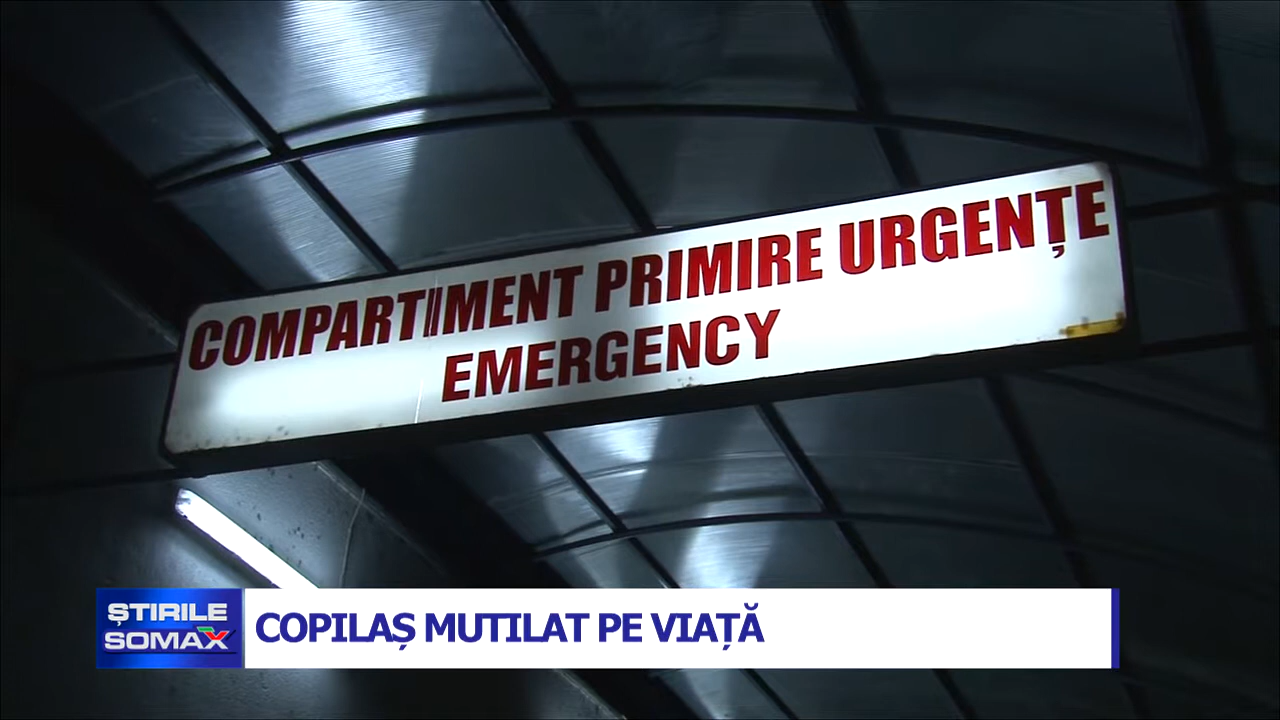 COMPARTIMENT PRIMIRE URGENȚE
EMERGENCY
ȘTIRILE
SOMAX
COPILAȘ MUTILAT PE VIAȚĂ